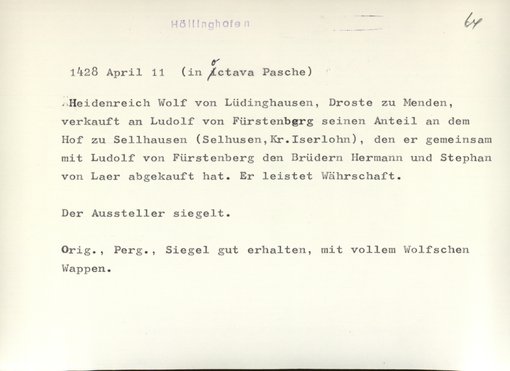 Höllinghofen
64
1428 April 11 (in octava Pasche)
Heidenreich Wolf von Lüdinghausen, Droste zu Menden,
verkauft an Ludolf von Fürstenberg seinen Anteil an dem
Hof zu Sellhausen (Selhusen,Kr.Iserlohn), den er gemeinsam
mit Ludolf von Fürstenberg den Brüdern Hermann und Stephan
von Laer abgekauft hat. Er leistet Währschaft.
Der Aussteller siegelt.
Orig., Perg., Siegel gut erhalten, mit vollem Wolfschen
Wappen.